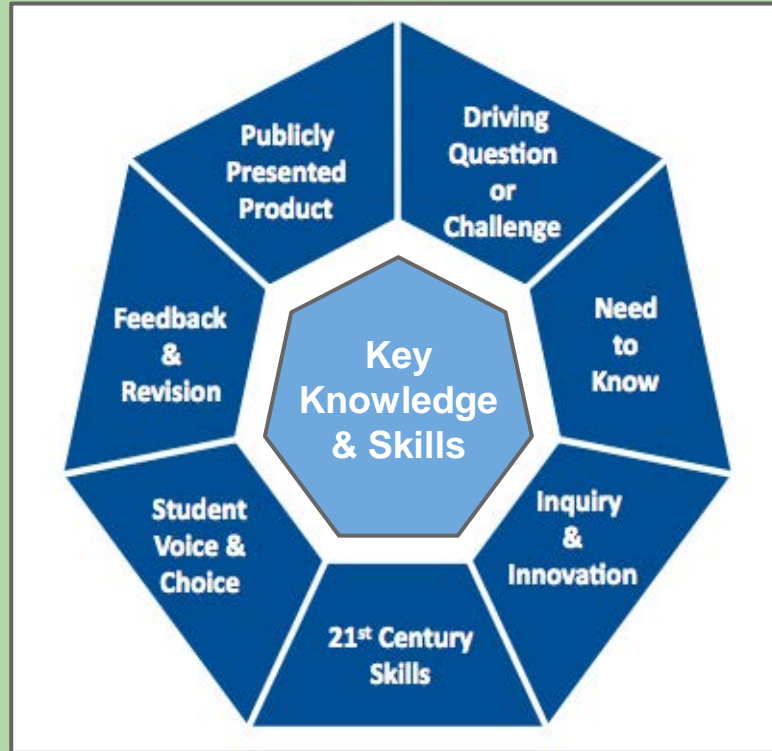 Driving
Question
or
Challenge
Need
to
Know
Inquiry
&
Innovation
21st Century
Skills
Student
Voice &
Choice
Feedback
&
Revision
Publicly
Presented
Product
Key
Knowledge
& Skills